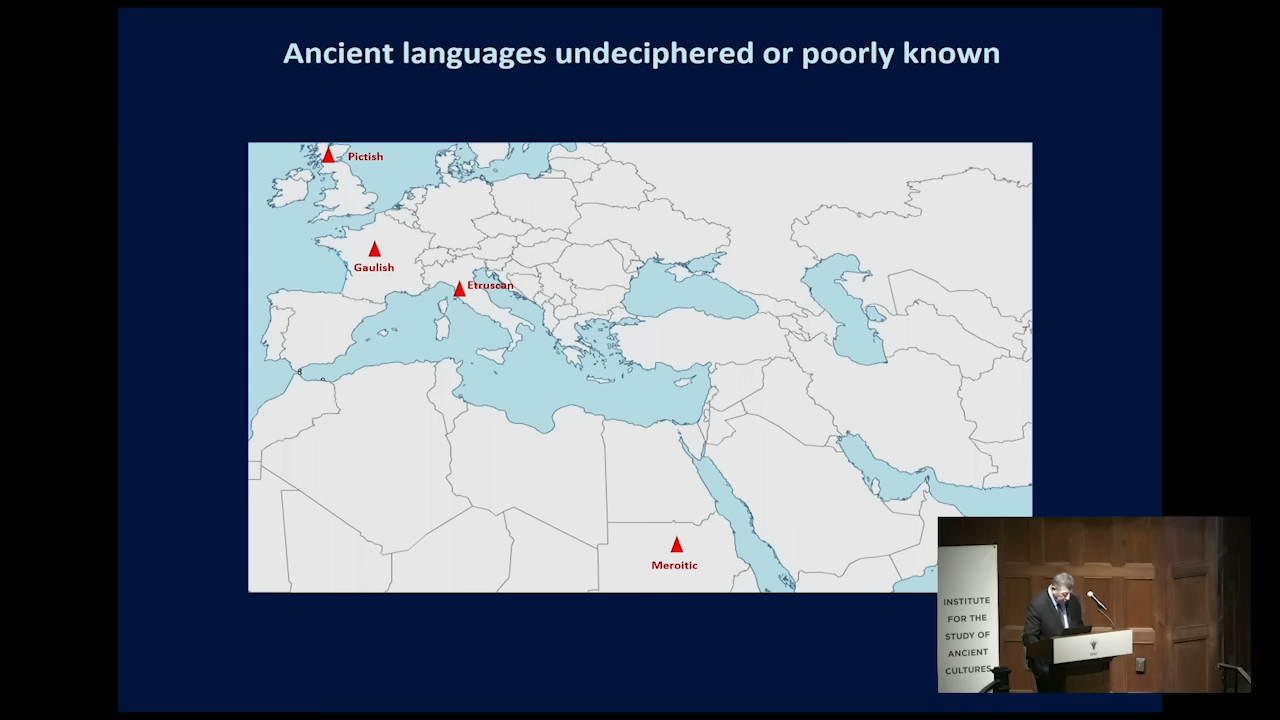 Ancient languages undeciphered or poorly known
Pictish
Gaulish
Etruscan
Meroitic
INSTITUTE
FOR THE
STUDY OF
ANCIENT
CULTURES